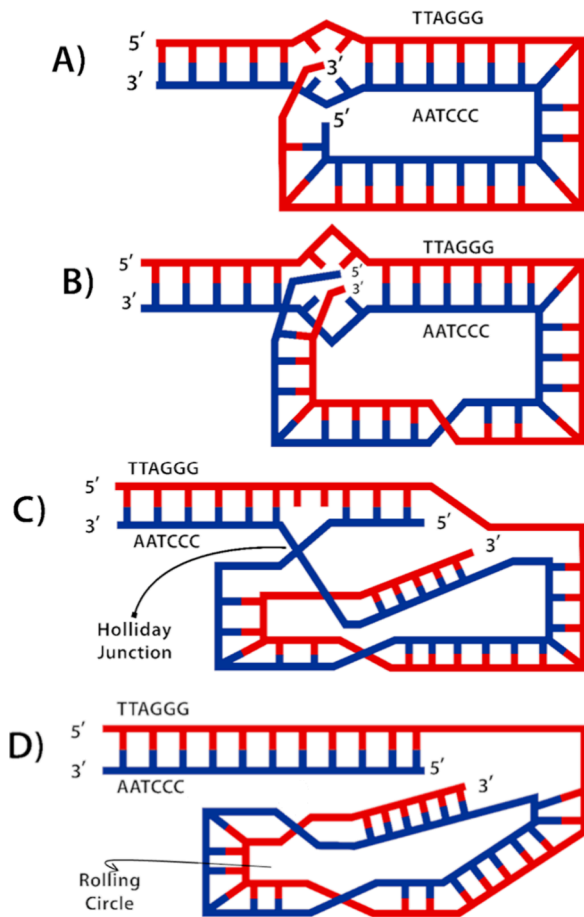 TTAGGG
5′
A)
3′
3′
5′
AATCCC
TTAGGG
5′
5′
B)
3′
3′
AATCCC
TTAGGG
5′
C)
3′
5′
AATCCC
3′
Holliday
Junction
TTAGGG
5′
D)
3′
5′
AATCCC
3′
Rolling
Circle